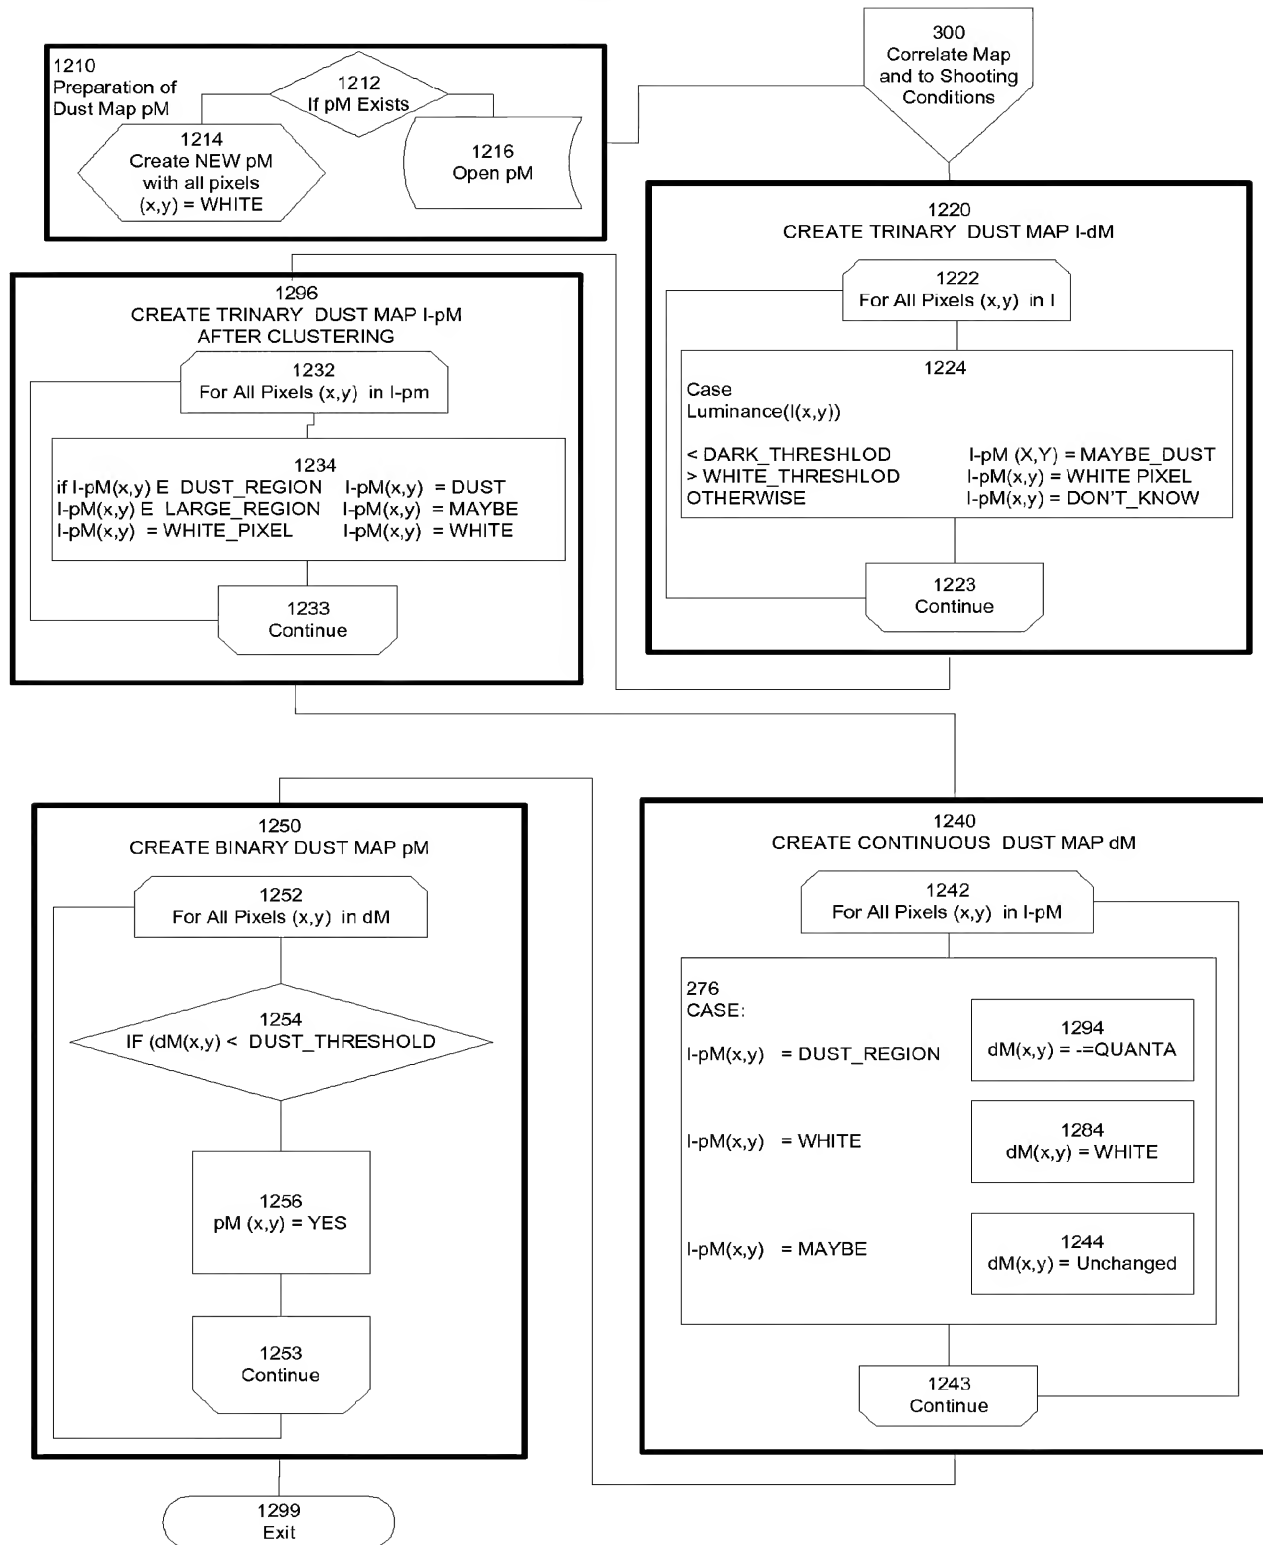 1210
Preparation of
Dust Map pM
1212
If pM Exists
1214
Create NEW pM
with all pixels
(x,y) = WHITE
1216
Open pM
300
Correlate Map
and to Shooting
Conditions
1220
CREATE TRINARY DUST MAP I-dM
1222
For All Pixels (x,y) in I
1224
Case
Luminance(I(x,y))
< DARK_THRESHLOD I-pM (X,Y) = MAYBE_DUST
> WHITE_THRESHLOD I-pM(x,y) = WHITE PIXEL
OTHERWISE I-pM(x,y) = DON'T_KNOW
1223
Continue
1296
CREATE TRINARY DUST MAP I-pM
AFTER CLUSTERING
1232
For All Pixels (x,y) in I-pm
1234
if I-pM(x,y) E DUST_REGION I-pM(x,y) = DUST
I-pM(x,y) E LARGE_REGION I-pM(x,y) = MAYBE
I-pM(x,y) = WHITE_PIXEL I-pM(x,y) = WHITE
1233
Continue
1240
CREATE CONTINUOUS DUST MAP dM
1242
For All Pixels (x,y) in I-pM
276
CASE:
I-pM(x,y) = DUST_REGION
1294
dM(x,y) = -=QUANTA
I-pM(x,y) = WHITE
1284
dM(x,y) = WHITE
I-pM(x,y) = MAYBE
1244
dM(x,y) = Unchanged
1243
Continue
1250
CREATE BINARY DUST MAP pM
1252
For All Pixels (x,y) in dM
1254
IF (dM(x,y) < DUST_THRESHOLD
1256
pM (x,y) = YES
1253
Continue
1299
Exit